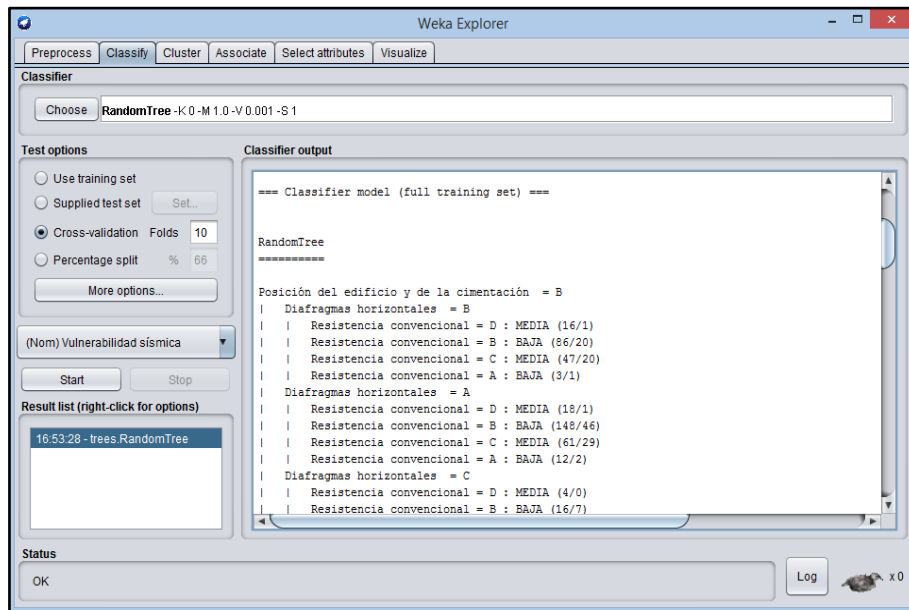 Weka Explorer
Preprocess Classify Cluster Associate Select attributes Visualize
Classifier
Choose RandomTree -K 0 -M 1.0 -V 0.001 -S 1
Test options
Use training set
Supplied test set Set...
Cross-validation Folds 10
Percentage split % 66
More options...
(Nom) Vulnerabilidad sísmica
Start Stop
Result list (right-click for options)
16:53:28 - trees.RandomTree
Classifier output
=== Classifier model (full training set) ===
RandomTree
==========
Posición del edificio y de la cimentación = B
| Diafragmas horizontales = B
| | Resistencia convencional = D : MEDIA (16/1)
| | Resistencia convencional = B : BAJA (86/20)
| | Resistencia convencional = C : MEDIA (47/20)
| | Resistencia convencional = A : BAJA (3/1)
| Diafragmas horizontales = A
| | Resistencia convencional = D : MEDIA (18/1)
| | Resistencia convencional = B : BAJA (148/46)
| | Resistencia convencional = C : MEDIA (61/29)
| | Resistencia convencional = A : BAJA (12/2)
| Diafragmas horizontales = C
| | Resistencia convencional = D : MEDIA (4/0)
| | Resistencia convencional = B : BAJA (16/7)
Status
OK
Log
x 0